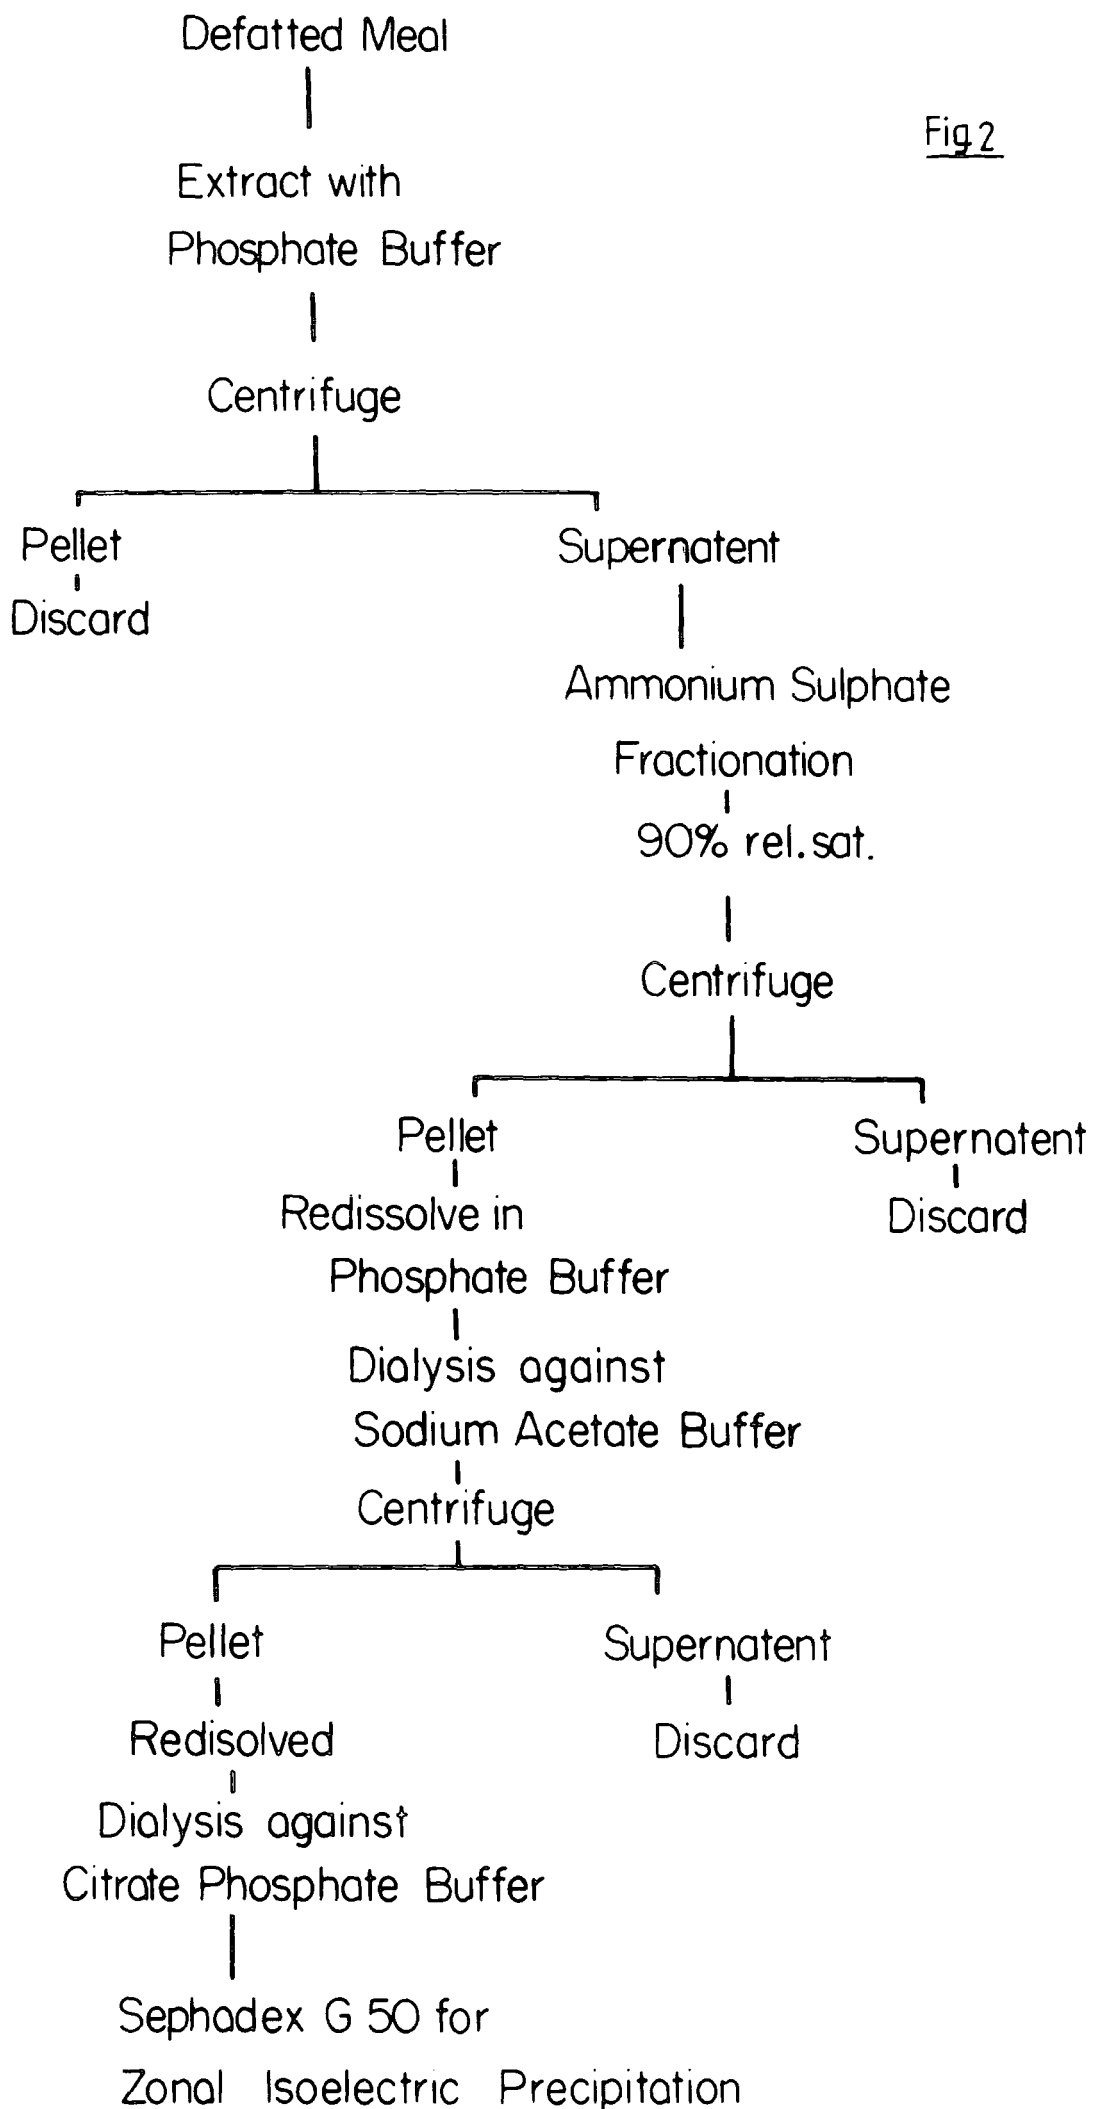 Defatted Meal
Fig 2
Extract with
Phosphate Buffer
Centrifuge
Pellet
Supernatent
Discard
Ammonium Sulphate
Fractionation
90% rel. sat.
Centrifuge
Pellet
Supernatent
Redissolve in
Discard
Phosphate Buffer
Dialysis against
Sodium Acetate Buffer
Centrifuge
Pellet
Supernatent
Redisolved
Discard
Dialysis against
Citrate Phosphate Buffer
Sephadex G 50 for
Zonal Isoelectric Precipitation